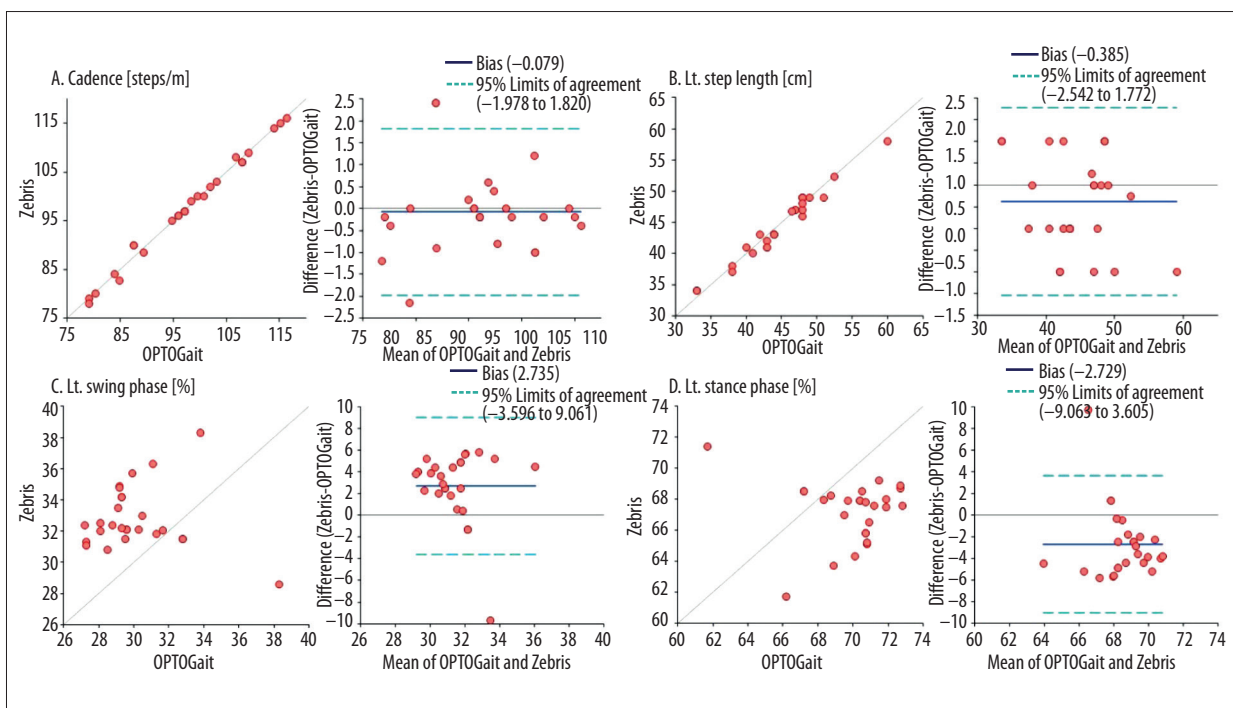 A. Cadence [steps/m]
115
105
95
85
75
Zebris
75 85 95 105 115
OPTOGait
Bias (−0.079)
95% Limits of agreement
(−1.978 to 1.820)
2.5
2.0
1.5
1.0
0.5
0.0
−0.5
−1.0
−1.5
−2.0
−2.5
Difference (Zebris-OPTOGait)
75 80 85 90 95 100 105 110
Mean of OPTOGait and Zebris
B. Lt. step length [cm]
65
60
55
50
45
40
35
30
Zebris
30 35 40 45 50 55 60 65
OPTOGait
Bias (−0.385)
95% Limits of agreement
(−2.542 to 1.772)
2.5
2.0
1.5
1.0
0.5
0.0
−0.5
−1.0
−1.5
Difference (Zebris-OPTOGait)
30 40 50 60
Mean of OPTOGait and Zebris
C. Lt. swing phase [%]
40
38
36
34
32
30
28
26
Zebris
26 28 30 32 34 36 38 40
OPTOGait
Bias (2.735)
95% Limits of agreement
(−3.596 to 9.061)
10
8
6
4
2
0
−2
−4
−6
−8
−10
Difference (Zebris-OPTOGait)
26 28 30 32 34 36 38 40
Mean of OPTOGait and Zebris
D. Lt. stance phase [%]
74
72
70
68
66
64
62
60
Zebris
60 62 64 66 68 70 72 74
OPTOGait
Bias (−2.729)
95% Limits of agreement
(−9.063 to 3.605)
10
8
6
4
2
0
−2
−4
−6
−8
−10
Difference (Zebris-OPTOGait)
60 62 64 66 68 70 72 74
Mean of OPTOGait and Zebris